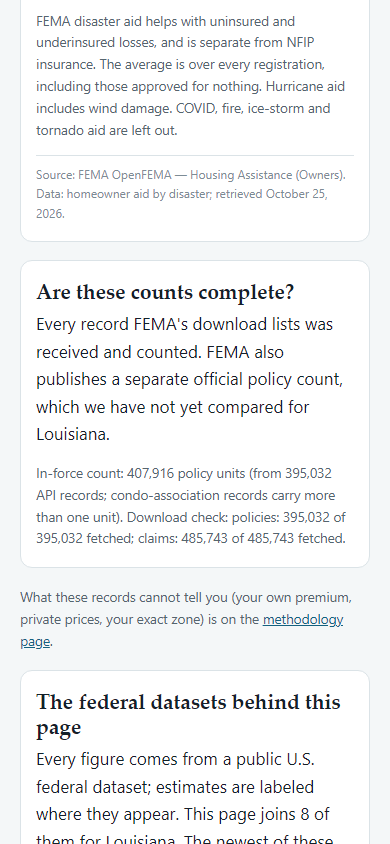 FEMA disaster aid helps with uninsured and
underinsured losses, and is separate from NFIP
insurance. The average is over every registration,
including those approved for nothing. Hurricane aid
includes wind damage. COVID, fire, ice-storm and
tornado aid are left out.
Source: FEMA OpenFEMA — Housing Assistance (Owners).
Data: homeowner aid by disaster; retrieved October 25,
2026.
Are these counts complete?
Every record FEMA's download lists was
received and counted. FEMA also
publishes a separate official policy count,
which we have not yet compared for
Louisiana.
In-force count: 407,916 policy units (from 395,032
API records; condo-association records carry more
than one unit). Download check: policies: 395,032 of
395,032 fetched; claims: 485,743 of 485,743 fetched.
What these records cannot tell you (your own premium,
private prices, your exact zone) is on the methodology
page.
The federal datasets behind this
page
Every figure comes from a public U.S.
federal dataset; estimates are labeled
where they appear. This page joins 8 of
them for Louisiana. The newest of these